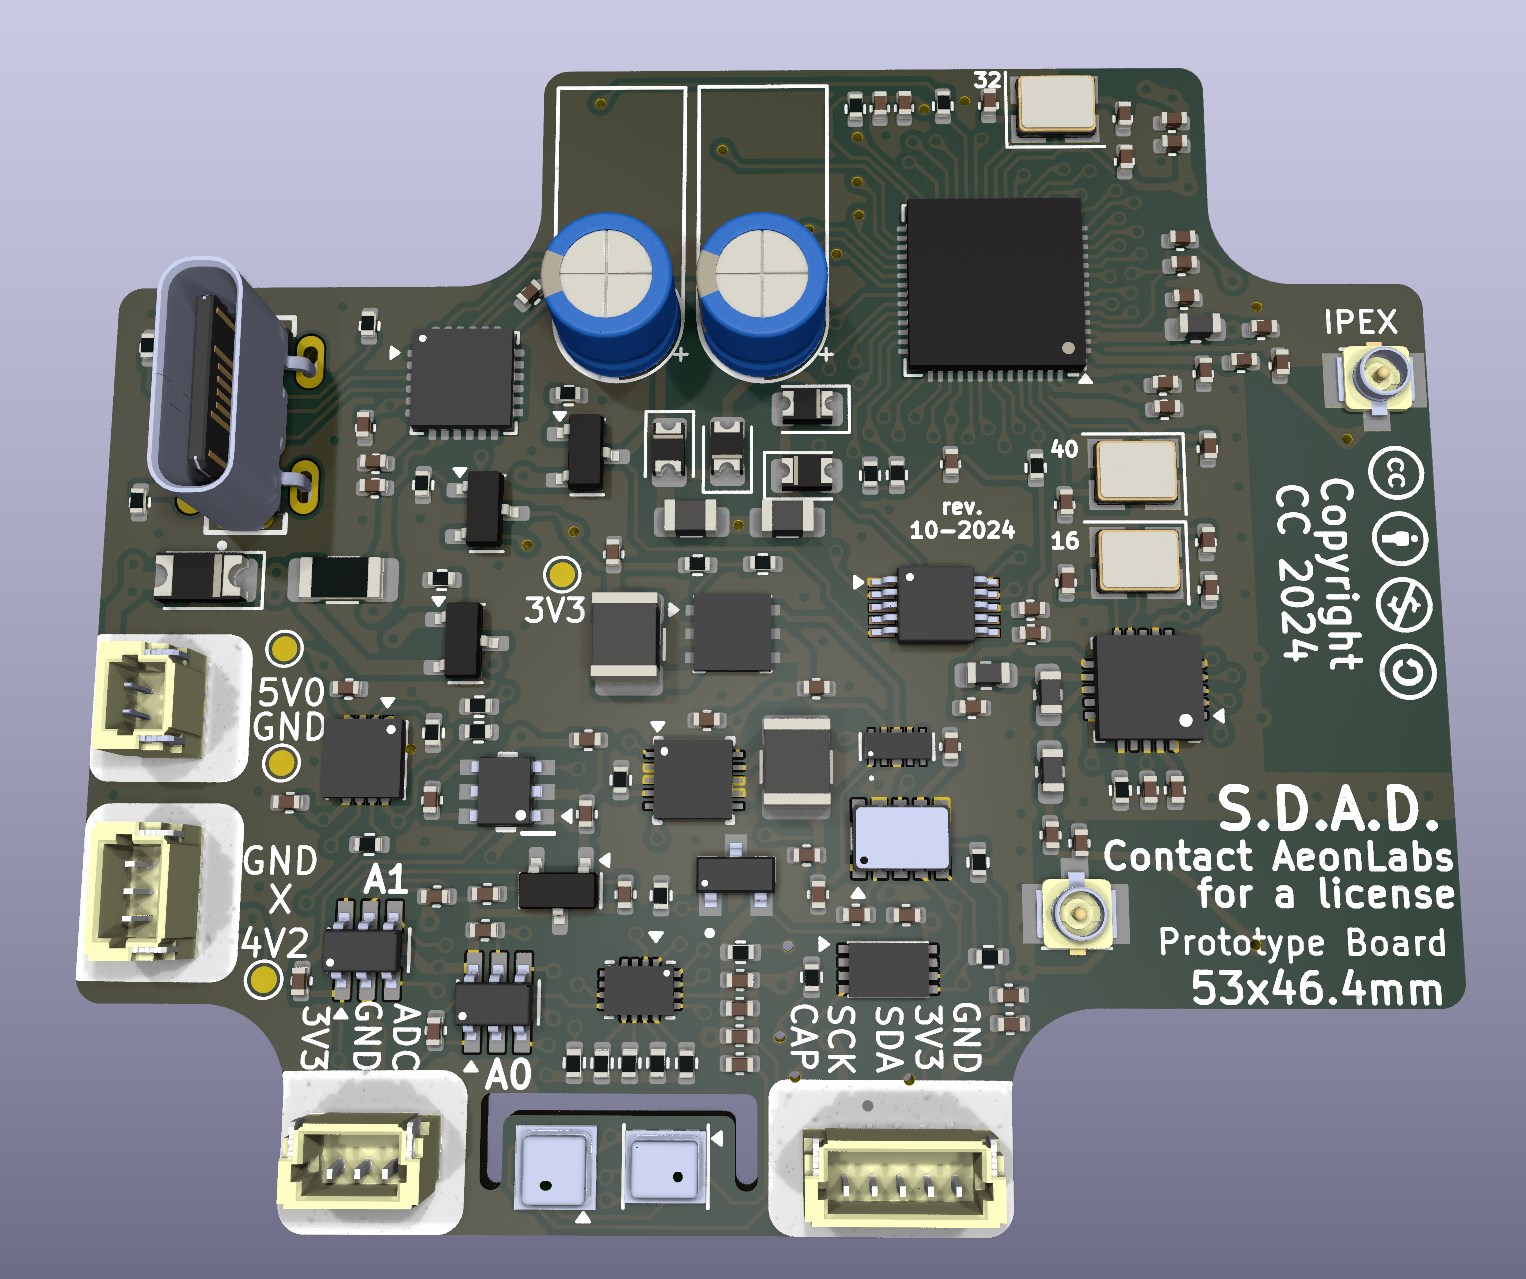 32
+
+
IPEX
40
rev.
10-2024
16
Copyright
CC 2024
cc
3V3
5V0
GND
S.D.A.D.
Contact AeonLabs
for a license
Prototype Board
53x46.4mm
GND
X
4V2
A1
3V3
GND
ADC
A0
CAP
SCK
SDA
3V3
GND